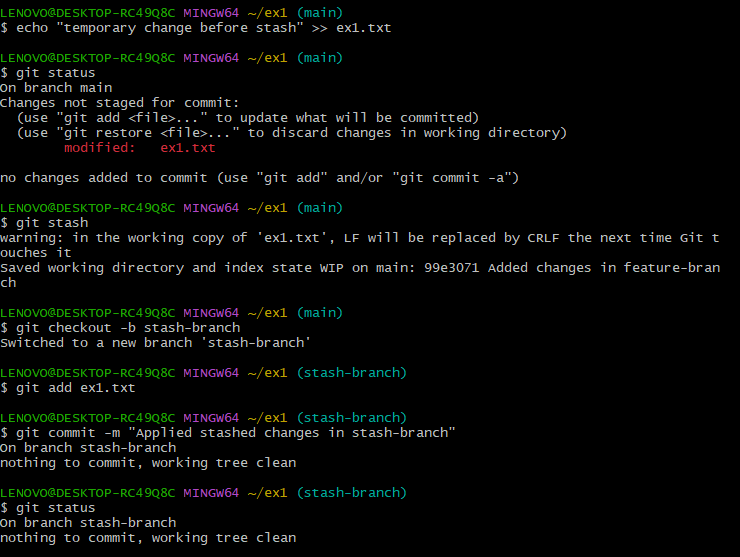 LENOVO@DESKTOP-RC49Q8C MINGW64 ~/ex1 (main)
$ echo "temporary change before stash" >> ex1.txt
LENOVO@DESKTOP-RC49Q8C MINGW64 ~/ex1 (main)
$ git status
On branch main
Changes not staged for commit:
  (use "git add <file>..." to update what will be committed)
  (use "git restore <file>..." to discard changes in working directory)
        modified:   ex1.txt
no changes added to commit (use "git add" and/or "git commit -a")
LENOVO@DESKTOP-RC49Q8C MINGW64 ~/ex1 (main)
$ git stash
warning: in the working copy of 'ex1.txt', LF will be replaced by CRLF the next time Git t
ouches it
Saved working directory and index state WIP on main: 99e3071 Added changes in feature-bran
ch
LENOVO@DESKTOP-RC49Q8C MINGW64 ~/ex1 (main)
$ git checkout -b stash-branch
Switched to a new branch 'stash-branch'
LENOVO@DESKTOP-RC49Q8C MINGW64 ~/ex1 (stash-branch)
$ git add ex1.txt
LENOVO@DESKTOP-RC49Q8C MINGW64 ~/ex1 (stash-branch)
$ git commit -m "Applied stashed changes in stash-branch"
On branch stash-branch
nothing to commit, working tree clean
LENOVO@DESKTOP-RC49Q8C MINGW64 ~/ex1 (stash-branch)
$ git status
On branch stash-branch
nothing to commit, working tree clean